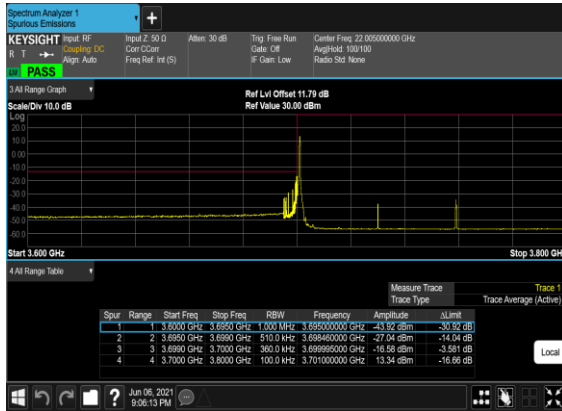 Spectrum Analyzer 1
Spurious Emissions
+
KEYSIGHT Input: RF Input Z: 50 Ω Atten: 30 dB Trig: Free Run Center Freq: 22.005000000 GHz
R T Coupling: DC Corr CCorr Gate: Off Avg|Hold: 100/100
Align: Auto Freq Ref: Int (S) IF Gain: Low Radio Std: None
LXI PASS
3 All Range Graph
Ref Lvl Offset 11.79 dB
Scale/Div 10.0 dB Ref Value 30.00 dBm
Log
20.0
10.0
0.00
-10.0
-20.0
-30.0
-40.0
-50.0
-60.0
Start 3.600 GHz Stop 3.800 GH
4 All Range Table
Measure Trace Trace 1
Trace Type Trace Average (Active)
Spur Range Start Freq Stop Freq RBW Frequency Amplitude ΔLimit
1 1 3.6000 GHz 3.6950 GHz 1.000 MHz 3.695000000 GHz -43.92 dBm -30.92 dB
2 2 3.6950 GHz 3.6990 GHz 510.0 kHz 3.698460000 GHz -27.04 dBm -14.04 dB
3 3 3.6990 GHz 3.7000 GHz 360.0 kHz 3.699995000 GHz -16.58 dBm -3.581 dB
4 4 3.7000 GHz 3.8000 GHz 100.0 kHz 3.701000000 GHz 13.34 dBm -16.66 dB
Local
? Jun 06, 2021
9:06:13 PM